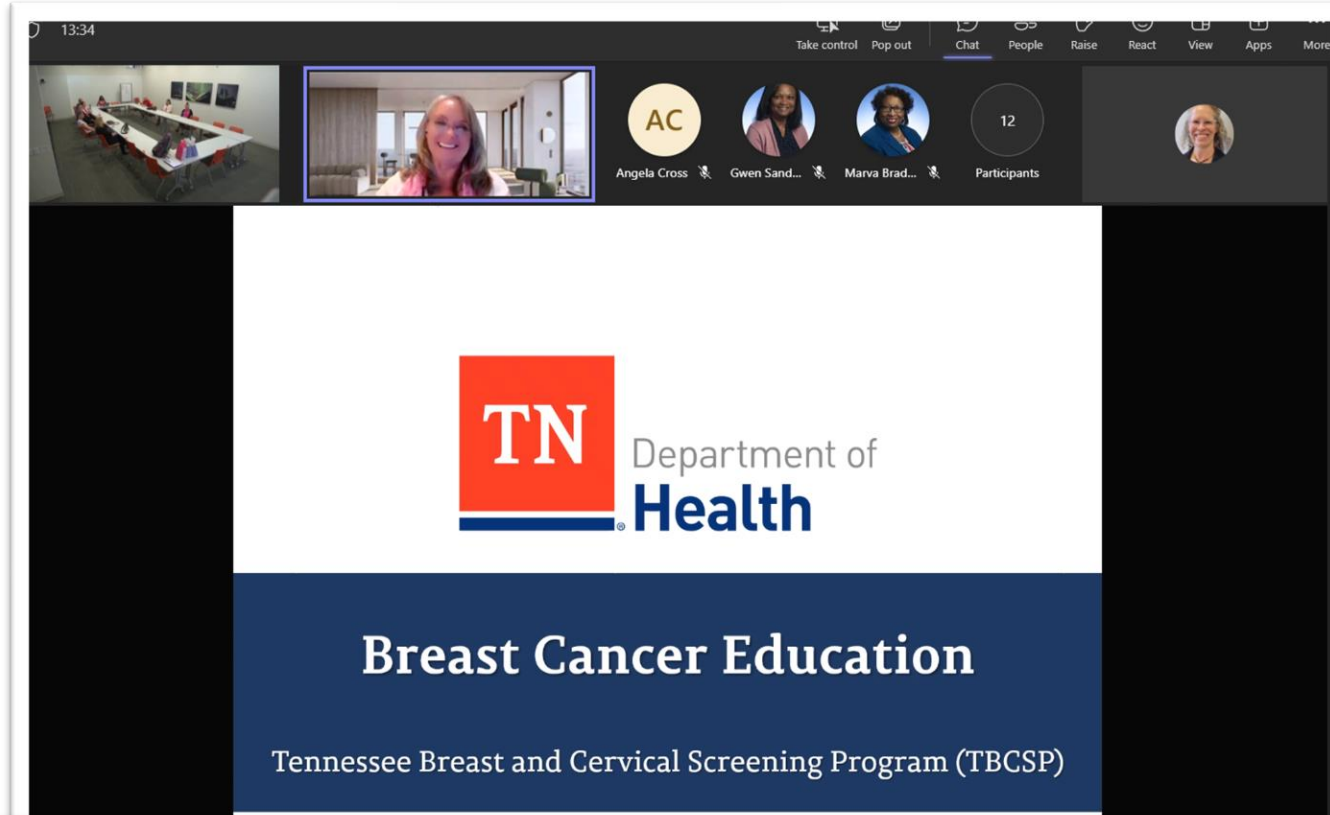 13:34
Take control Pop out Chat People Raise React View Apps More
AC
12
Angela Cross Gwen Sand... Marva Brad... Participants
TN
Department of
Health
®
Breast Cancer Education
Tennessee Breast and Cervical Screening Program (TBCSP)